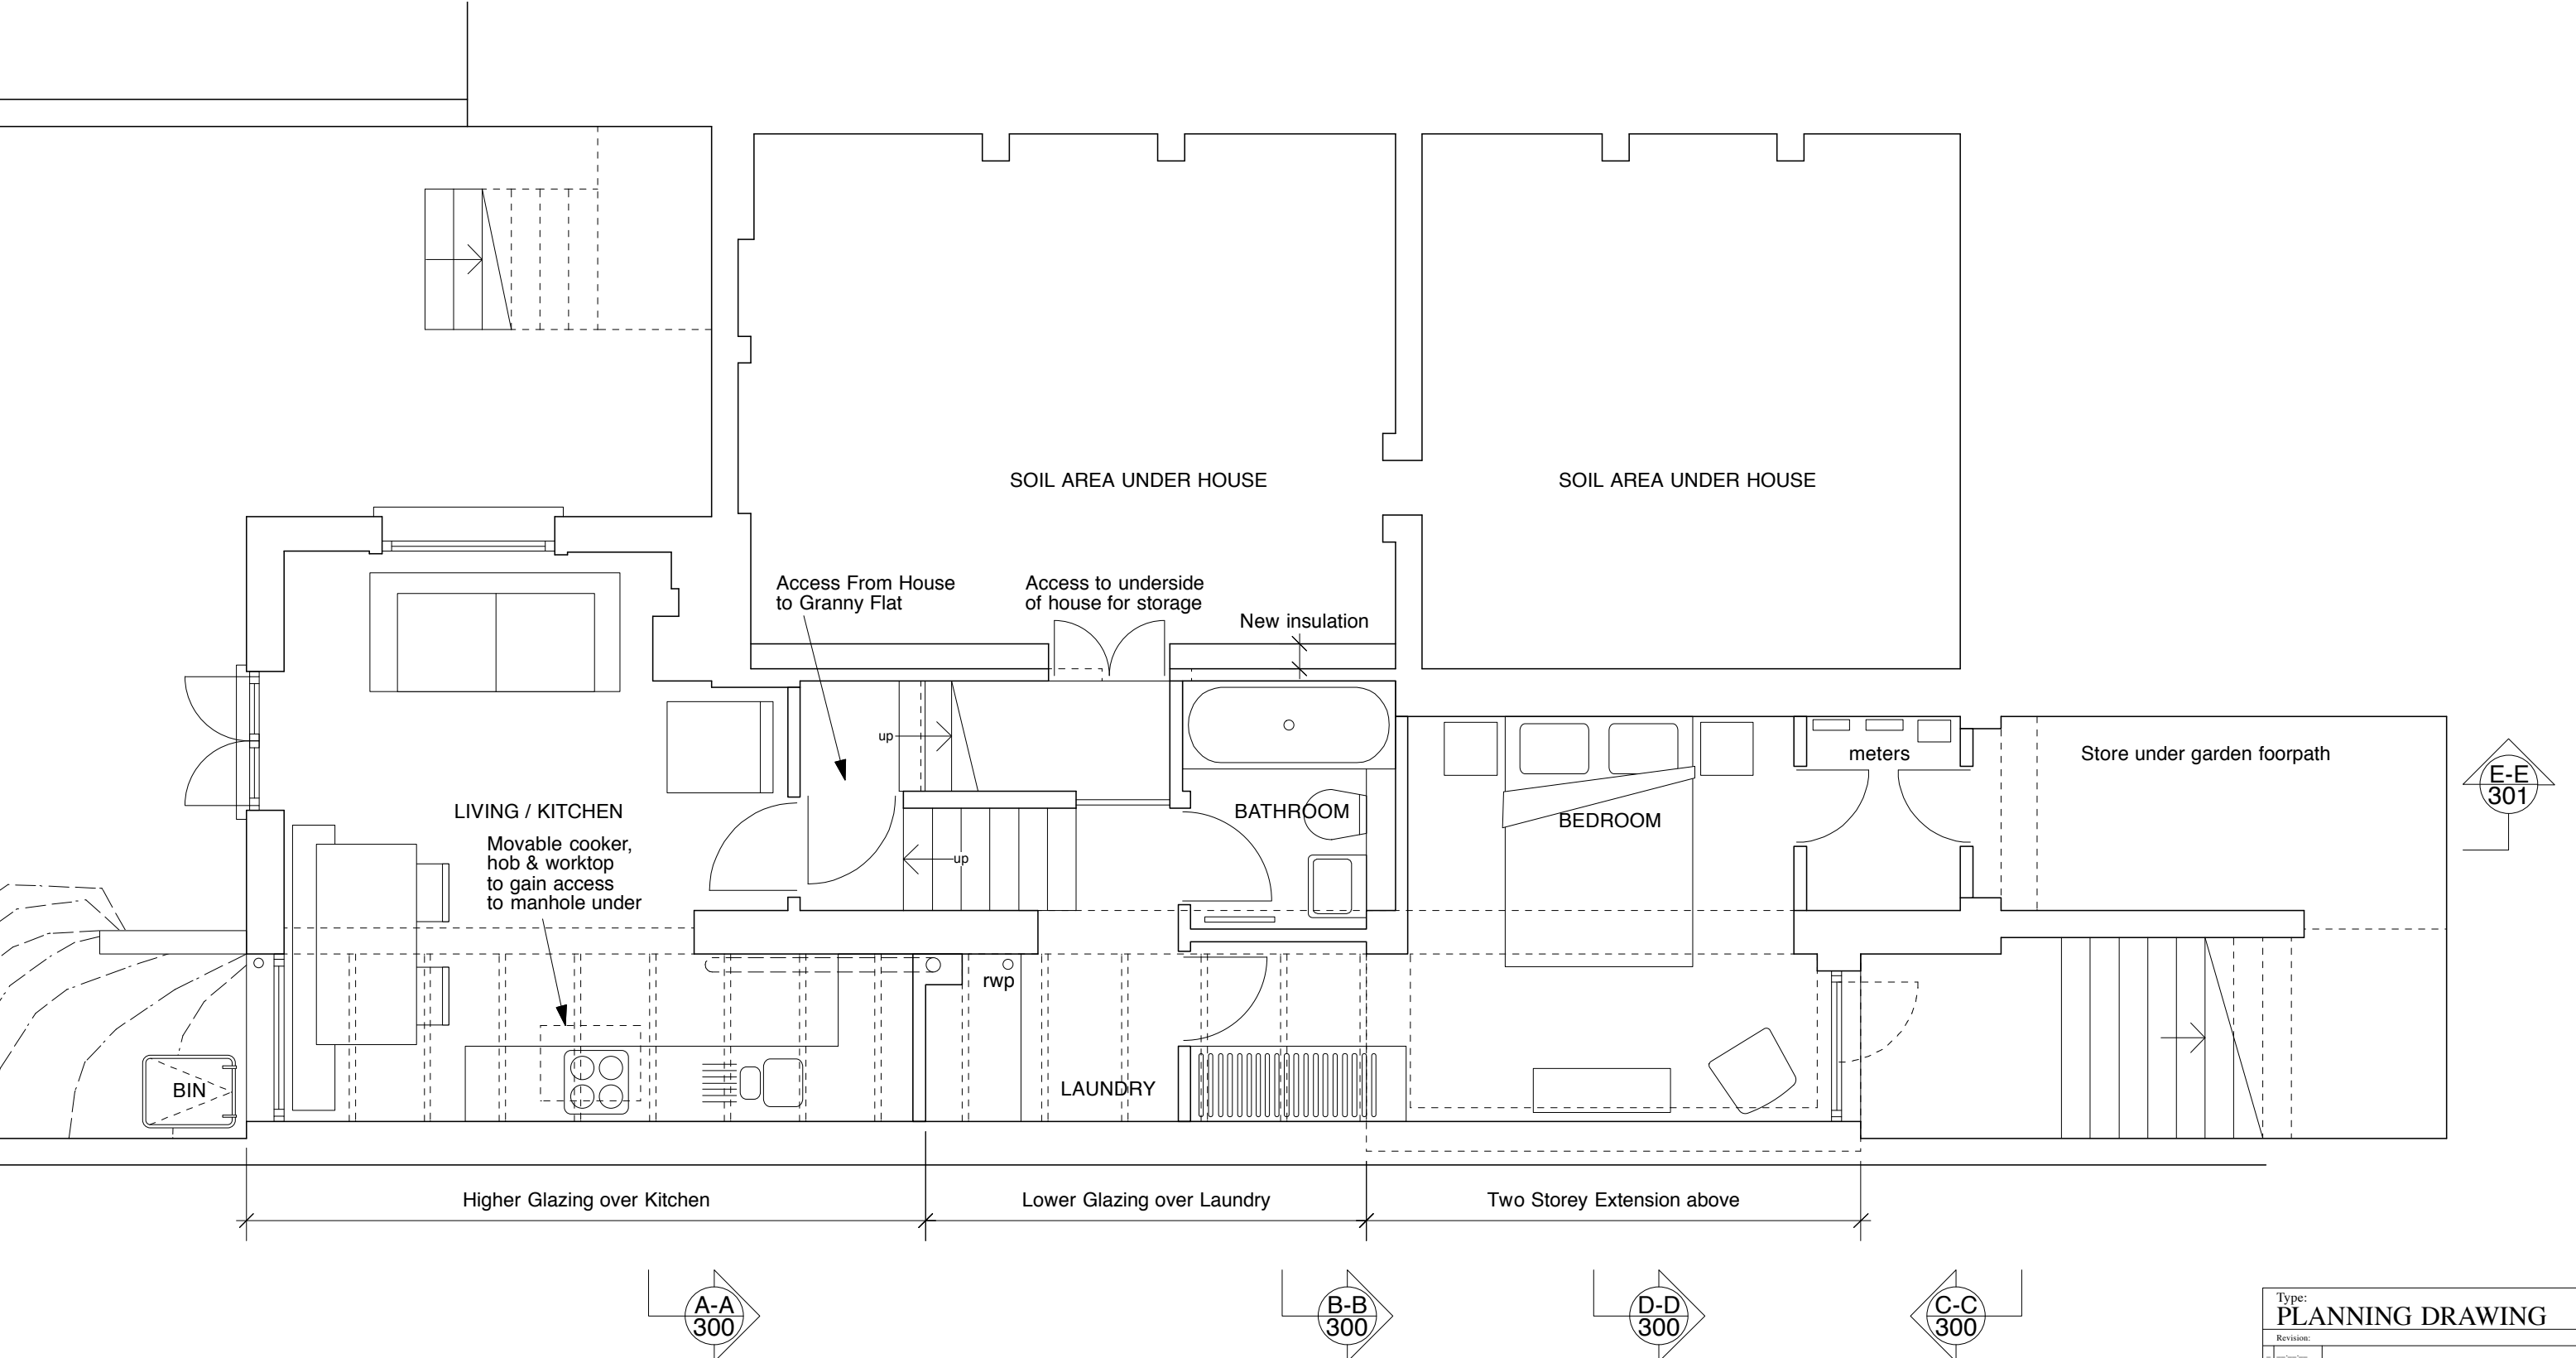 SOIL AREA UNDER HOUSE
SOIL AREA UNDER HOUSE
Access From House
to Granny Flat
Access to underside
of house for storage
New insulation
up
meters
Store under garden foorpath
E-E
301
LIVING / KITCHEN
BATHROOM
BEDROOM
Movable cooker,
hob & worktop
to gain access
to manhole under
up
rwp
BIN
LAUNDRY
Higher Glazing over Kitchen
Lower Glazing over Laundry
Two Storey Extension above
A-A
300
B-B
300
D-D
300
C-C
300
Type:
PLANNING DRAWING
Revision: